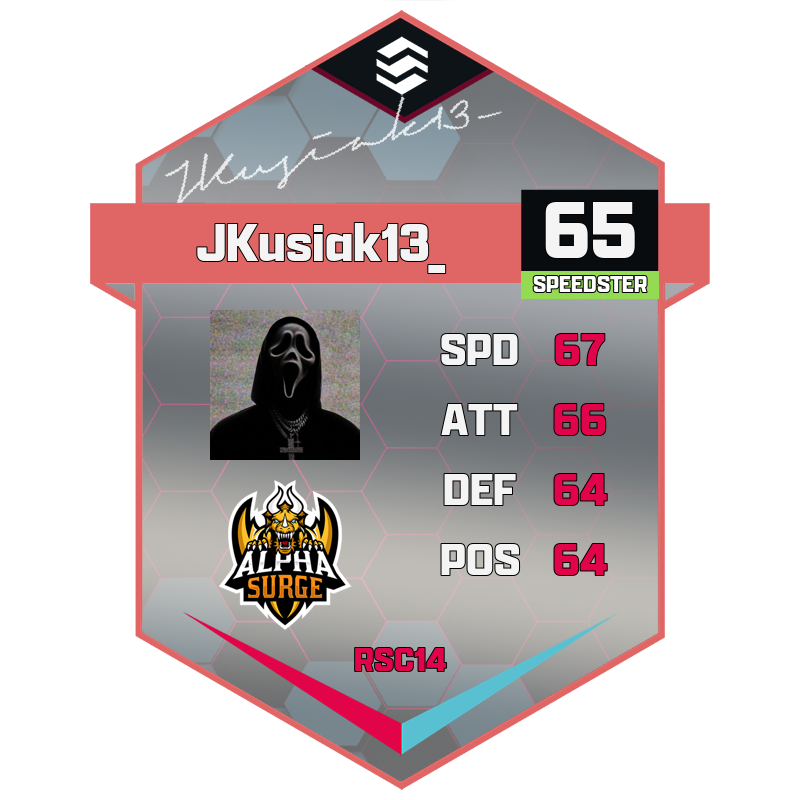 JKusiak13_
JKusiak13_
65
SPEEDSTER
SPD 67
ATT 66
DEF 64
POS 64
ALPHA
SURGE
RSC14